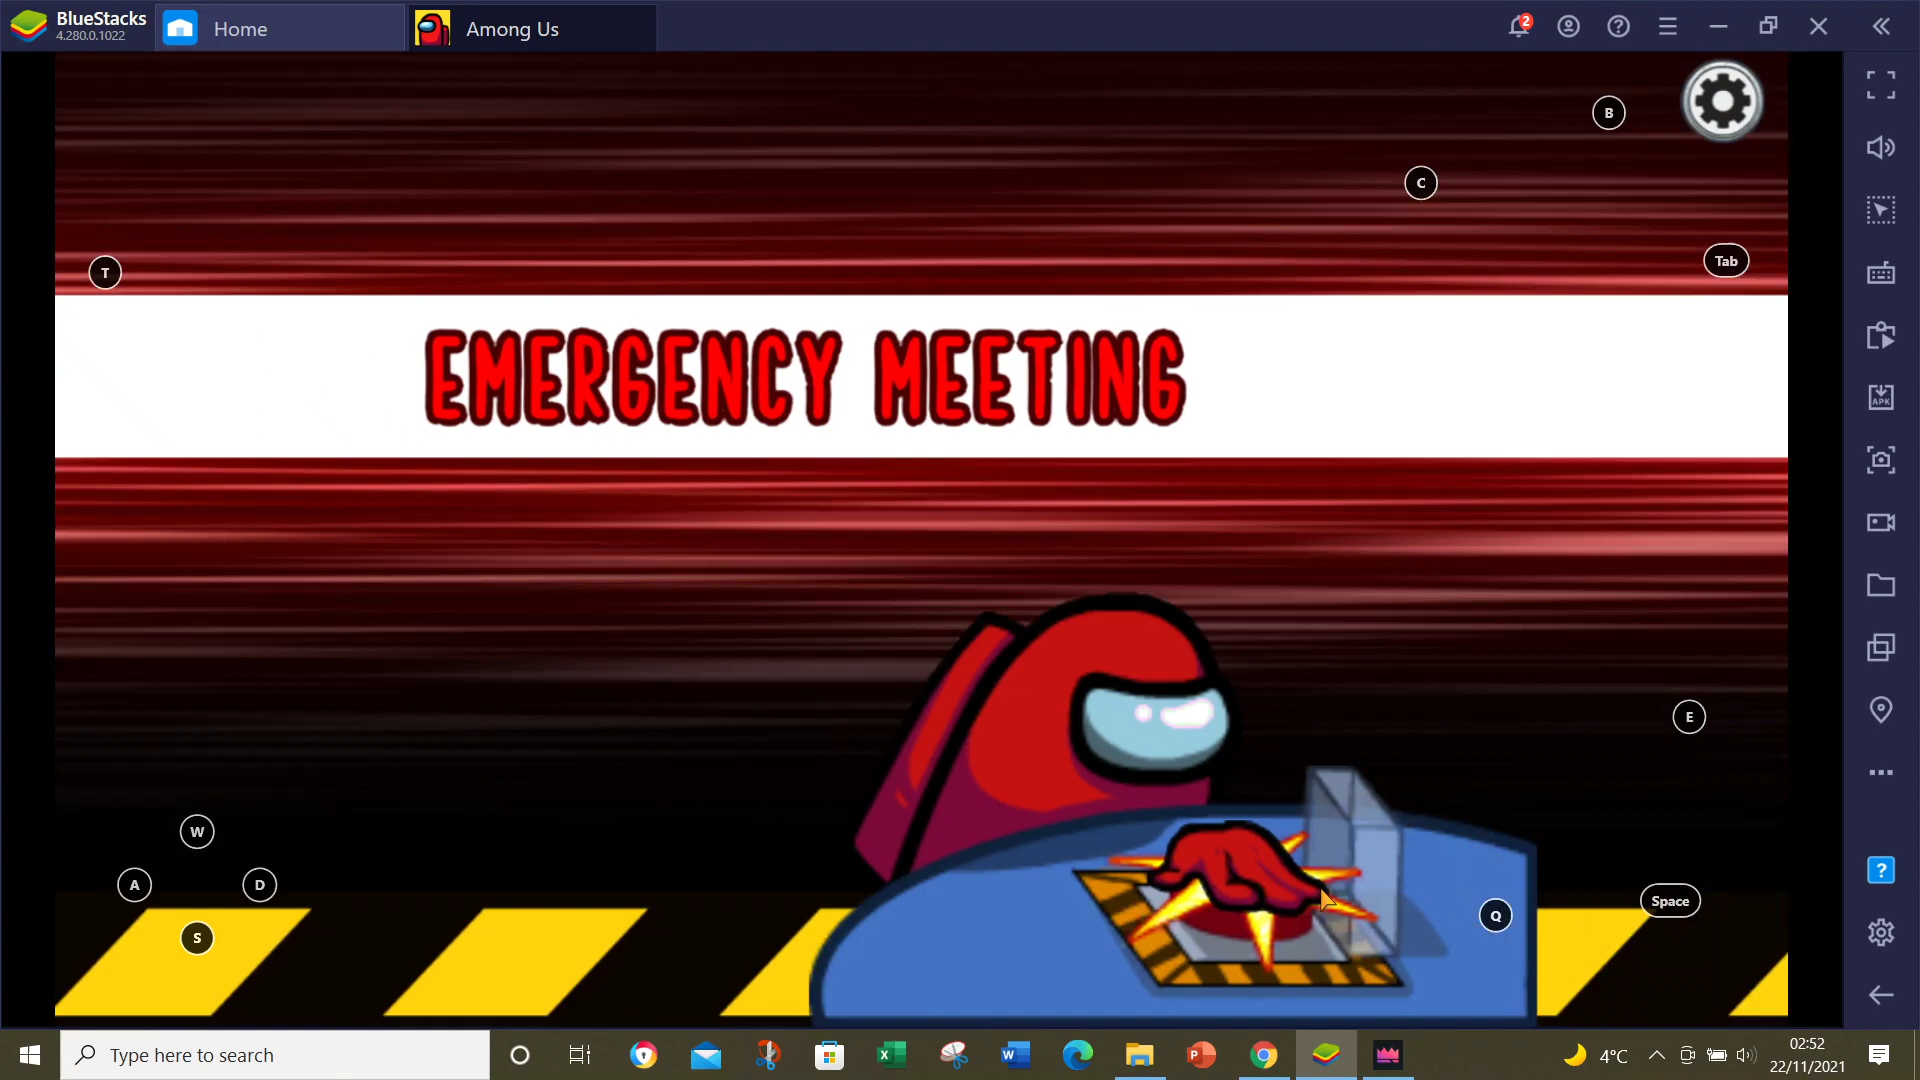 BlueStacks
4.280.0.1022
Home
Among Us
2
B
C
T
Tab
EMERGENCY MEETING
APK
E
W
A
D
S
Q
Space
?
Type here to search
4°C
02:52
22/11/2021